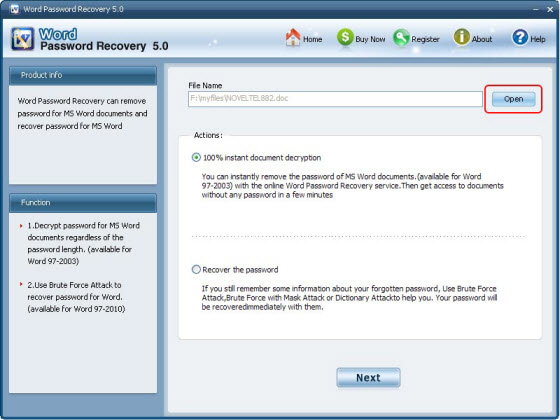 Word Password Recovery 5.0
Word
Password Recovery 5.0
Home
Buy Now
Register
About
Help
Product info
Word Password Recovery can remove
password for MS Word documents and
recover password for MS Word
Function
1.Decrypt password for MS Word
documents regardless of the
password length. (available for
Word 97-2003)
2.Use Brute Force Attack to
recover password for Word.
(available for Word 97-2010)
File Name
F:\myfiles\NOVELTEL882.doc
Open
Actions:
100% instant document decryption
You can instantly remove the password of MS Word documents.(available for Word
97-2003) with the online Word Password Recovery service.Then get access to documents
without any password in a few minutes
Recover the password
If you still remember some information about your forgotten password, Use Brute Force
Attack,Brute Force with Mask Attack or Dictionary Attackto help you. Your password will
be recoveredimmediately with them.
Next